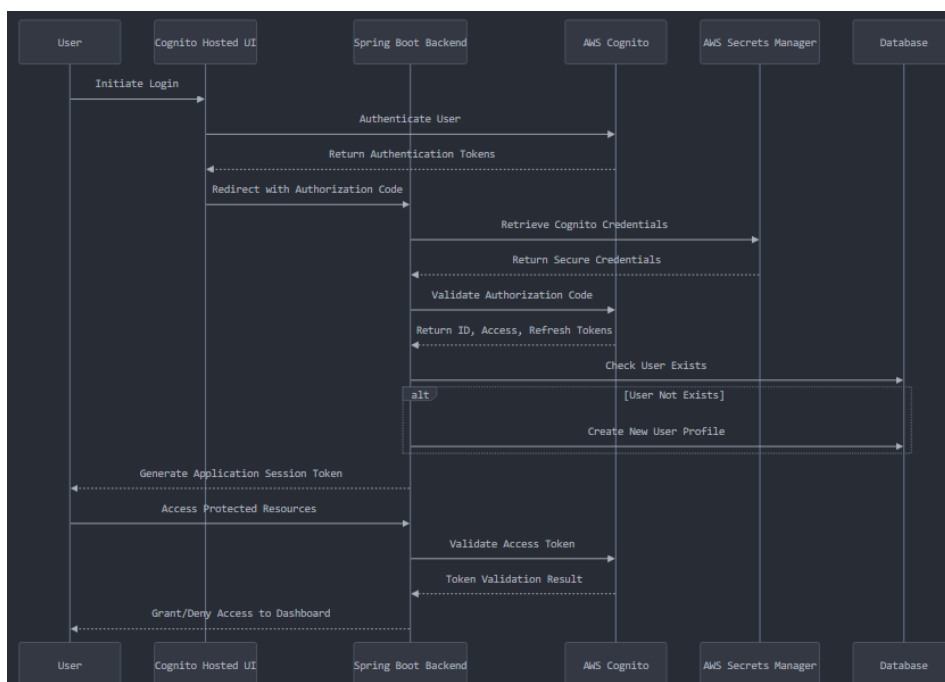 User Cognito Hosted UI Spring Boot Backend AWS Cognito AWS Secrets Manager Database
Initiate Login
Authenticate User
Return Authentication Tokens
Redirect with Authorization Code
Retrieve Cognito Credentials
Return Secure Credentials
Validate Authorization Code
Return ID, Access, Refresh Tokens
Check User Exists
alt [User Not Exists]
Create New User Profile
Generate Application Session Token
Access Protected Resources
Validate Access Token
Token Validation Result
Grant/Deny Access to Dashboard
User Cognito Hosted UI Spring Boot Backend AWS Cognito AWS Secrets Manager Database